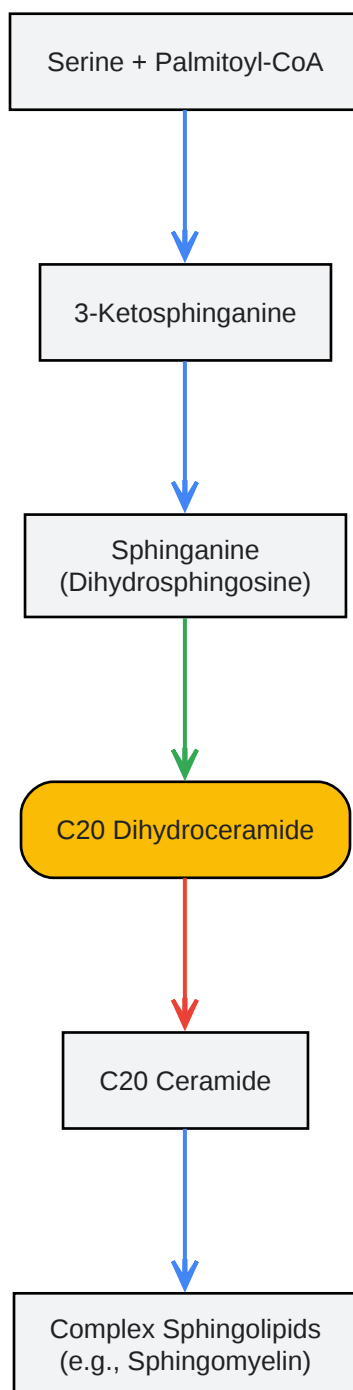 Serine + Palmitoyl-CoA
3-Ketosphinganine
Sphinganine
(Dihydrosphingosine)
C20 Dihydroceramide
C20 Ceramide
Complex Sphingolipids
(e.g., Sphingomyelin)